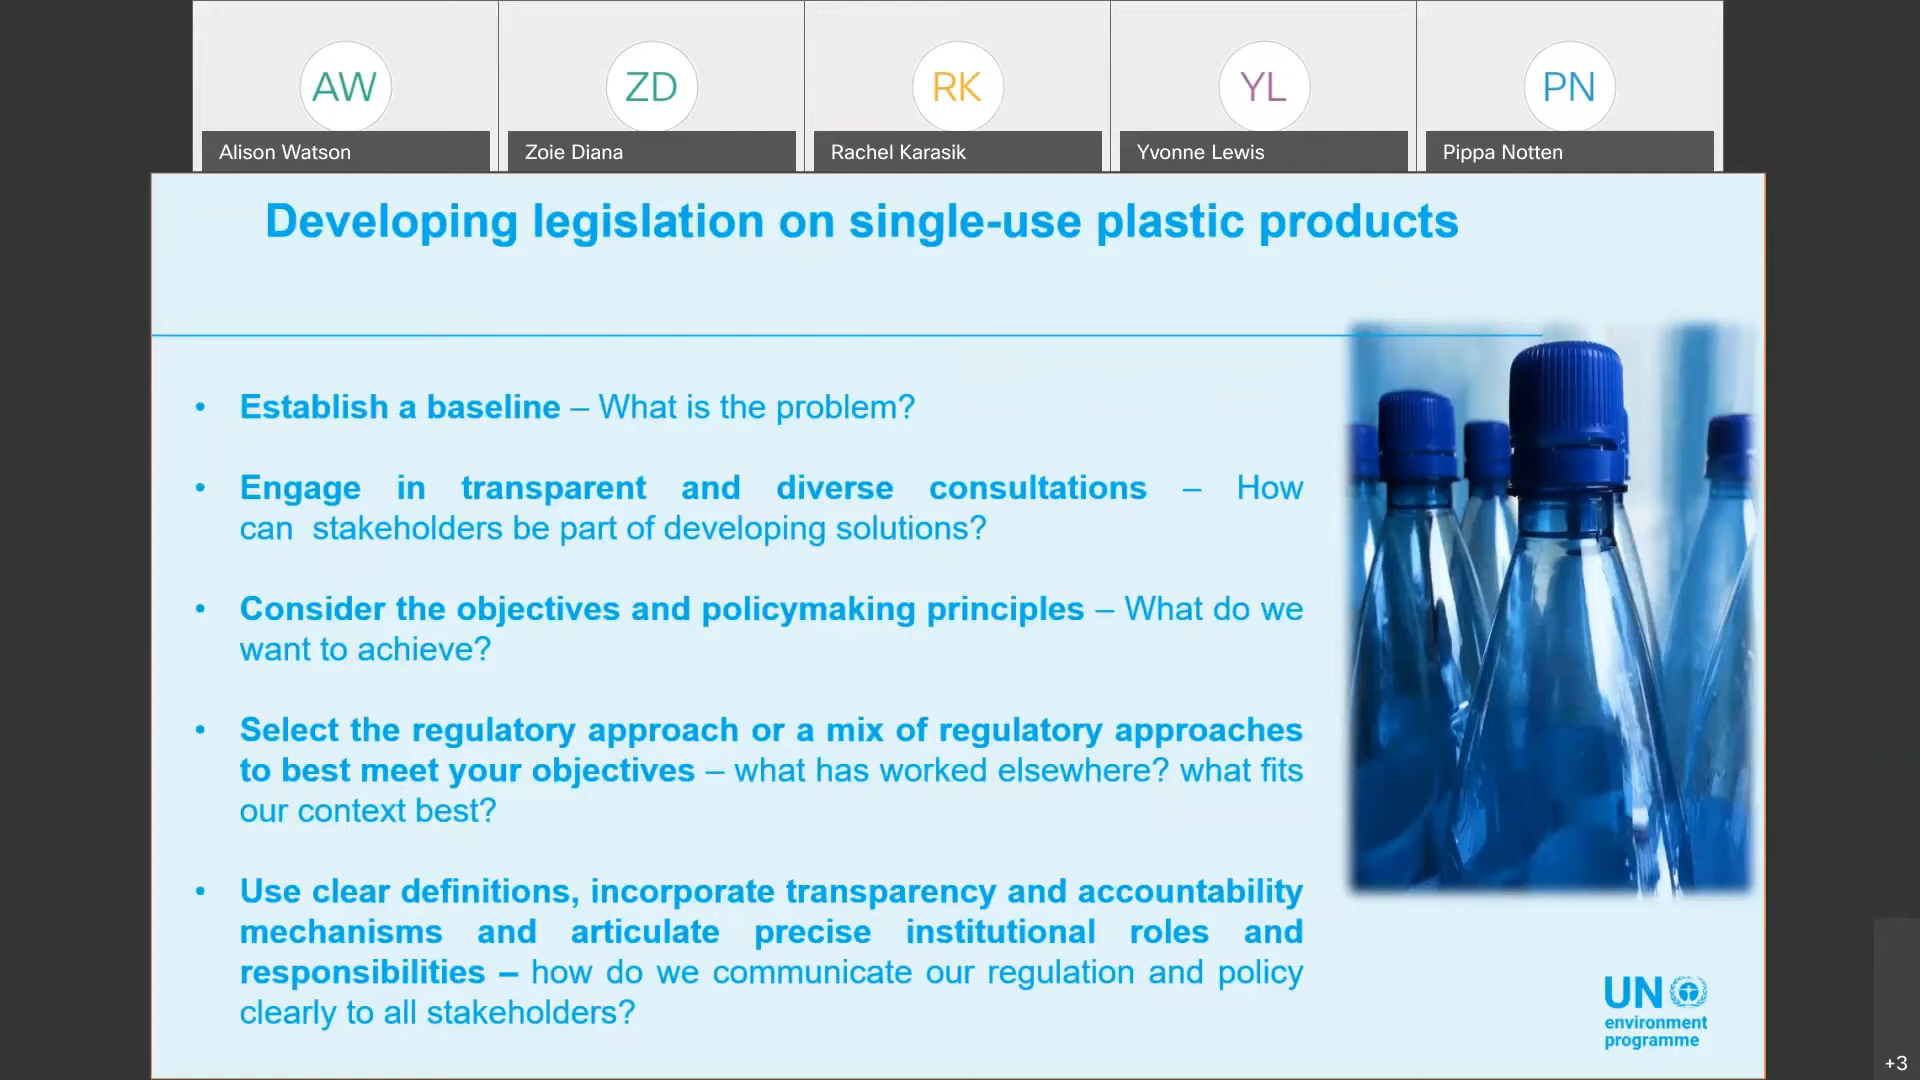 AW
ZD
RK
YL
PN
Alison Watson
Zoie Diana
Rachel Karasik
Yvonne Lewis
Pippa Notten
Developing legislation on single-use plastic products
• Establish a baseline – What is the problem?
• Engage in transparent and diverse consultations – How
can stakeholders be part of developing solutions?
• Consider the objectives and policymaking principles – What do we
want to achieve?
• Select the regulatory approach or a mix of regulatory approaches
to best meet your objectives – what has worked elsewhere? what fits
our context best?
• Use clear definitions, incorporate transparency and accountability
mechanisms and articulate precise institutional roles and
responsibilities – how do we communicate our regulation and policy
clearly to all stakeholders?
UN
environment
programme
+3